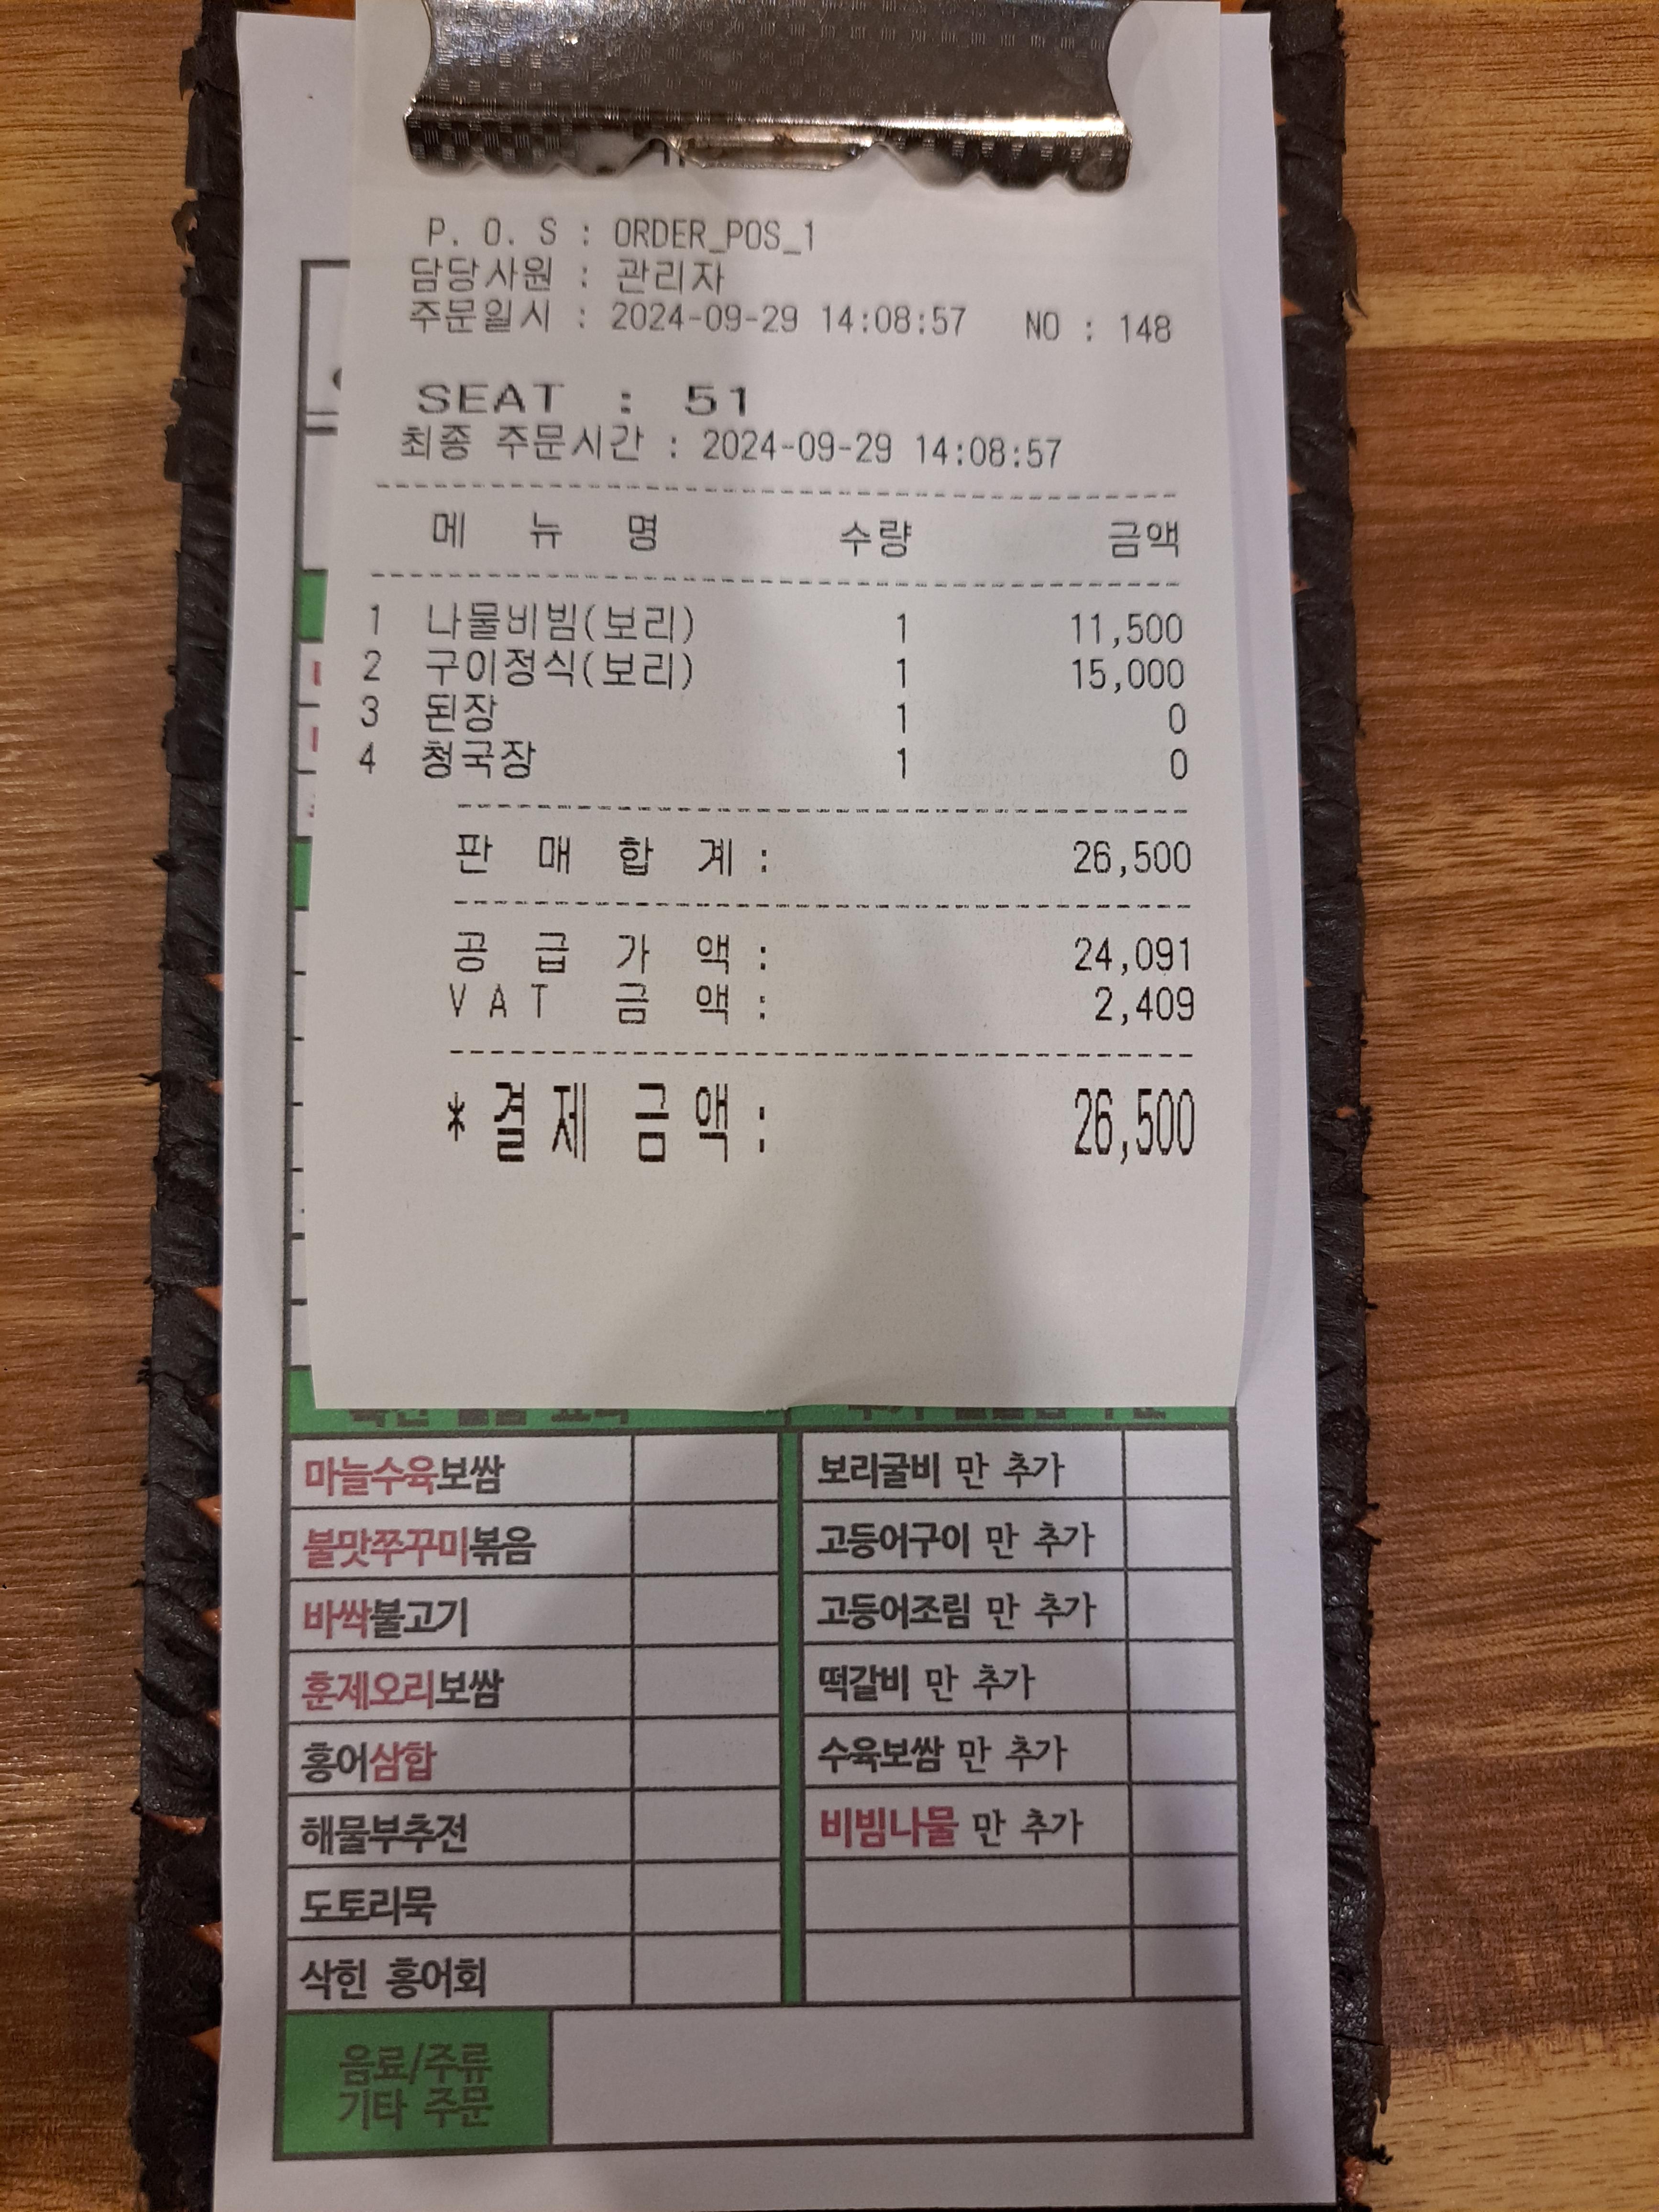 P. O. S : ORDER_POS_1
담당사원 : 관리자
주문일시 : 2024-09-29 14:08:57 NO : 148
SEAT : 51
최종 주문시간 : 2024-09-29 14:08:57
메 뉴 명 수량 금액
1 나물비빔(보리) 1 11,500
2 구이정식(보리) 1 15,000
3 된장 1 0
4 청국장 1 0
판 매 합 계 : 26,500
공 급 가 액 : 24,091
V A T 금 액 : 2,409
*결제 금액 : 26,500
마늘수육보쌈 보리굴비 만 추가
불맛쭈꾸미볶음 고등어구이 만 추가
바싹불고기 고등어조림 만 추가
훈제오리보쌈 떡갈비 만 추가
홍어삼합 수육보쌈 만 추가
해물부추전 비빔나물 만 추가
도토리묵
삭힌 홍어회
음료/주류
기타 주문